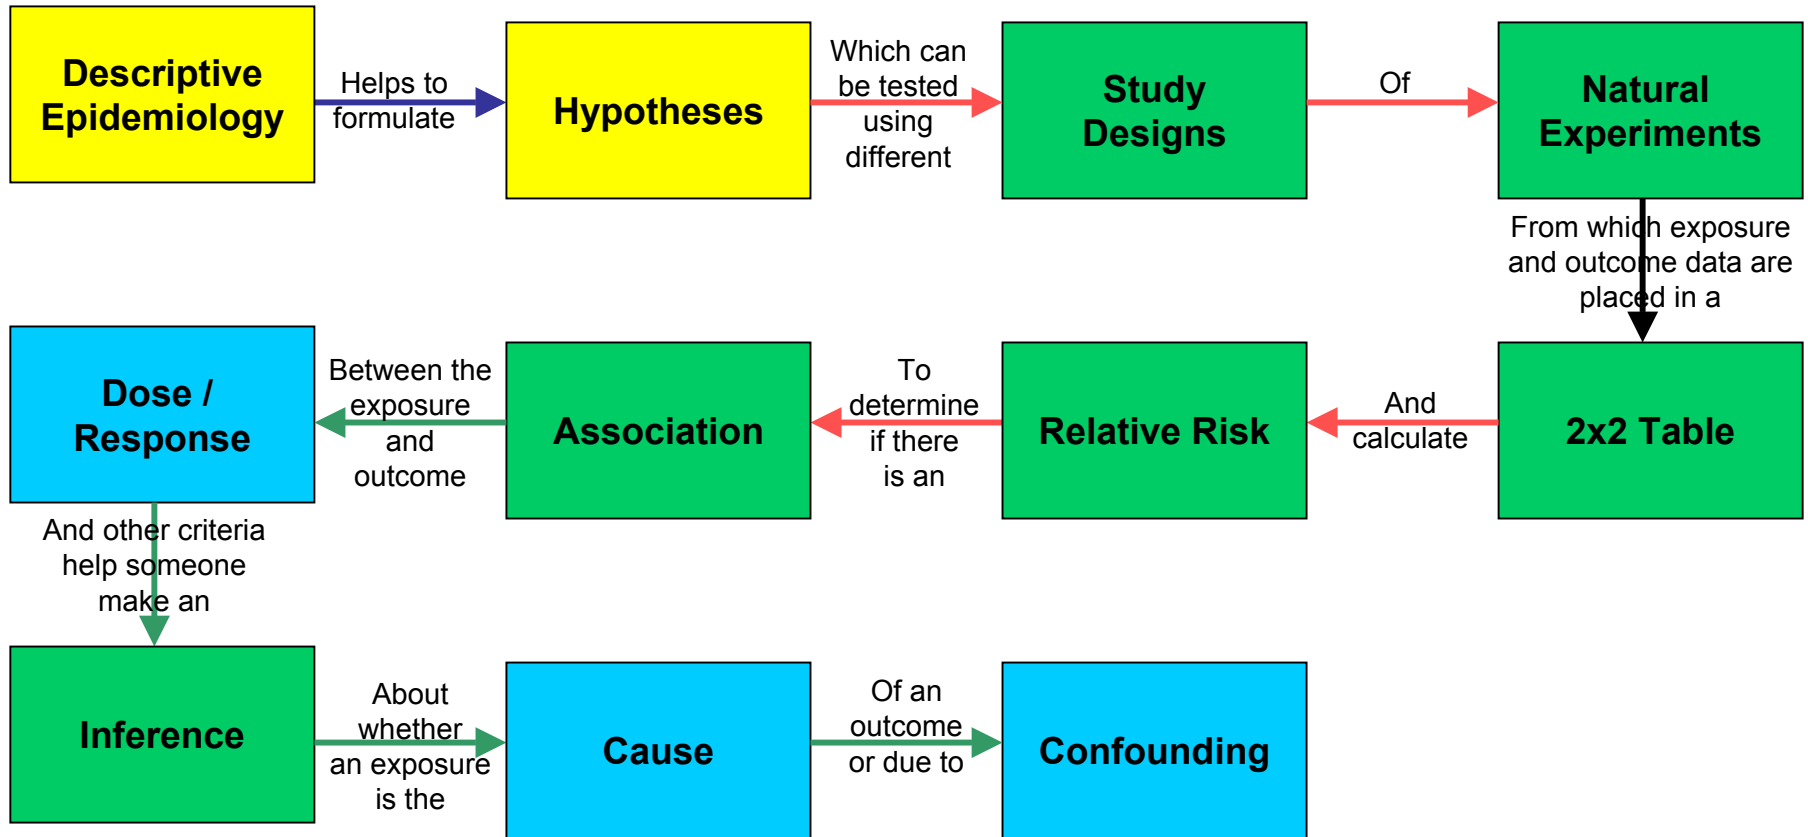 Descriptive
Epidemiology
Helps to
formulate
Hypotheses
Which can
be tested
using
different
Study
Designs
Of
Natural
Experiments
From which exposure
and outcome data are
placed in a
2x2 Table
And
calculate
Relative Risk
To
determine
if there
is an
Association
Between the
exposure
and
outcome
Dose /
Response
And other criteria
help someone
make an
Inference
About
whether
an exposure
is the
Cause
Of an
outcome
or due to
Confounding